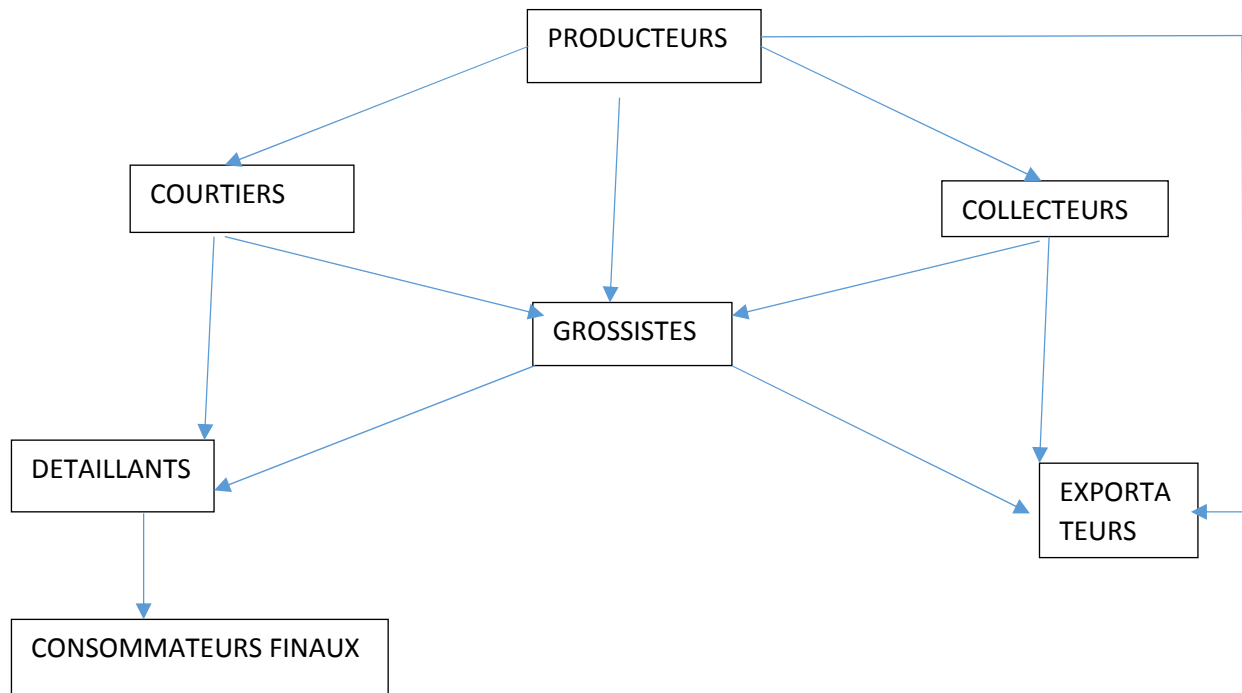 PRODUCTEURS
COURTIERS
COLLECTEURS
GROSSISTES
DETAILLANTS
EXPORTA
TEURS
CONSOMMATEURS FINAUX